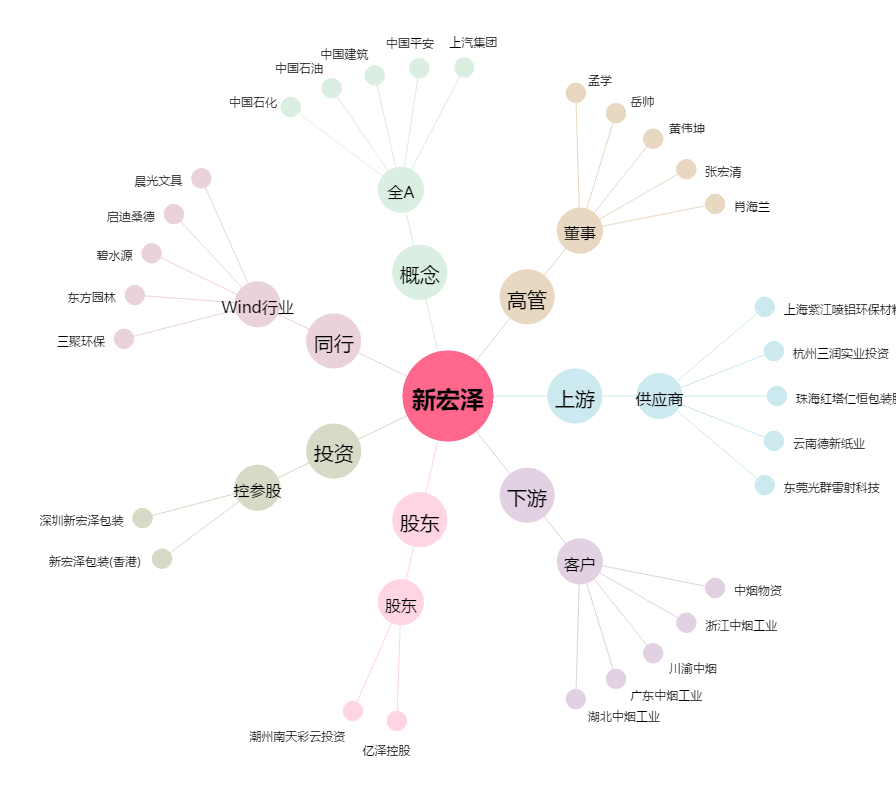 上汽集团
中国平安
中国建筑
中国石油
中国石化
全A
概念
孟学
岳帅
黄伟坤
张宏清
肖海兰
董事
高管
晨光文具
启迪桑德
碧水源
东方园林
三聚环保
Wind行业
同行
新宏泽
上游
供应商
上海紫江喷铝环保材料
杭州三润实业投资
珠海红塔仁恒包装
云南德新纸业
东莞光群雷射科技
投资
控参股
深圳新宏泽包装
新宏泽包装(香港)
股东
股东
潮州南天彩云投资
亿泽控股
下游
客户
中烟物资
浙江中烟工业
川渝中烟
广东中烟工业
湖北中烟工业